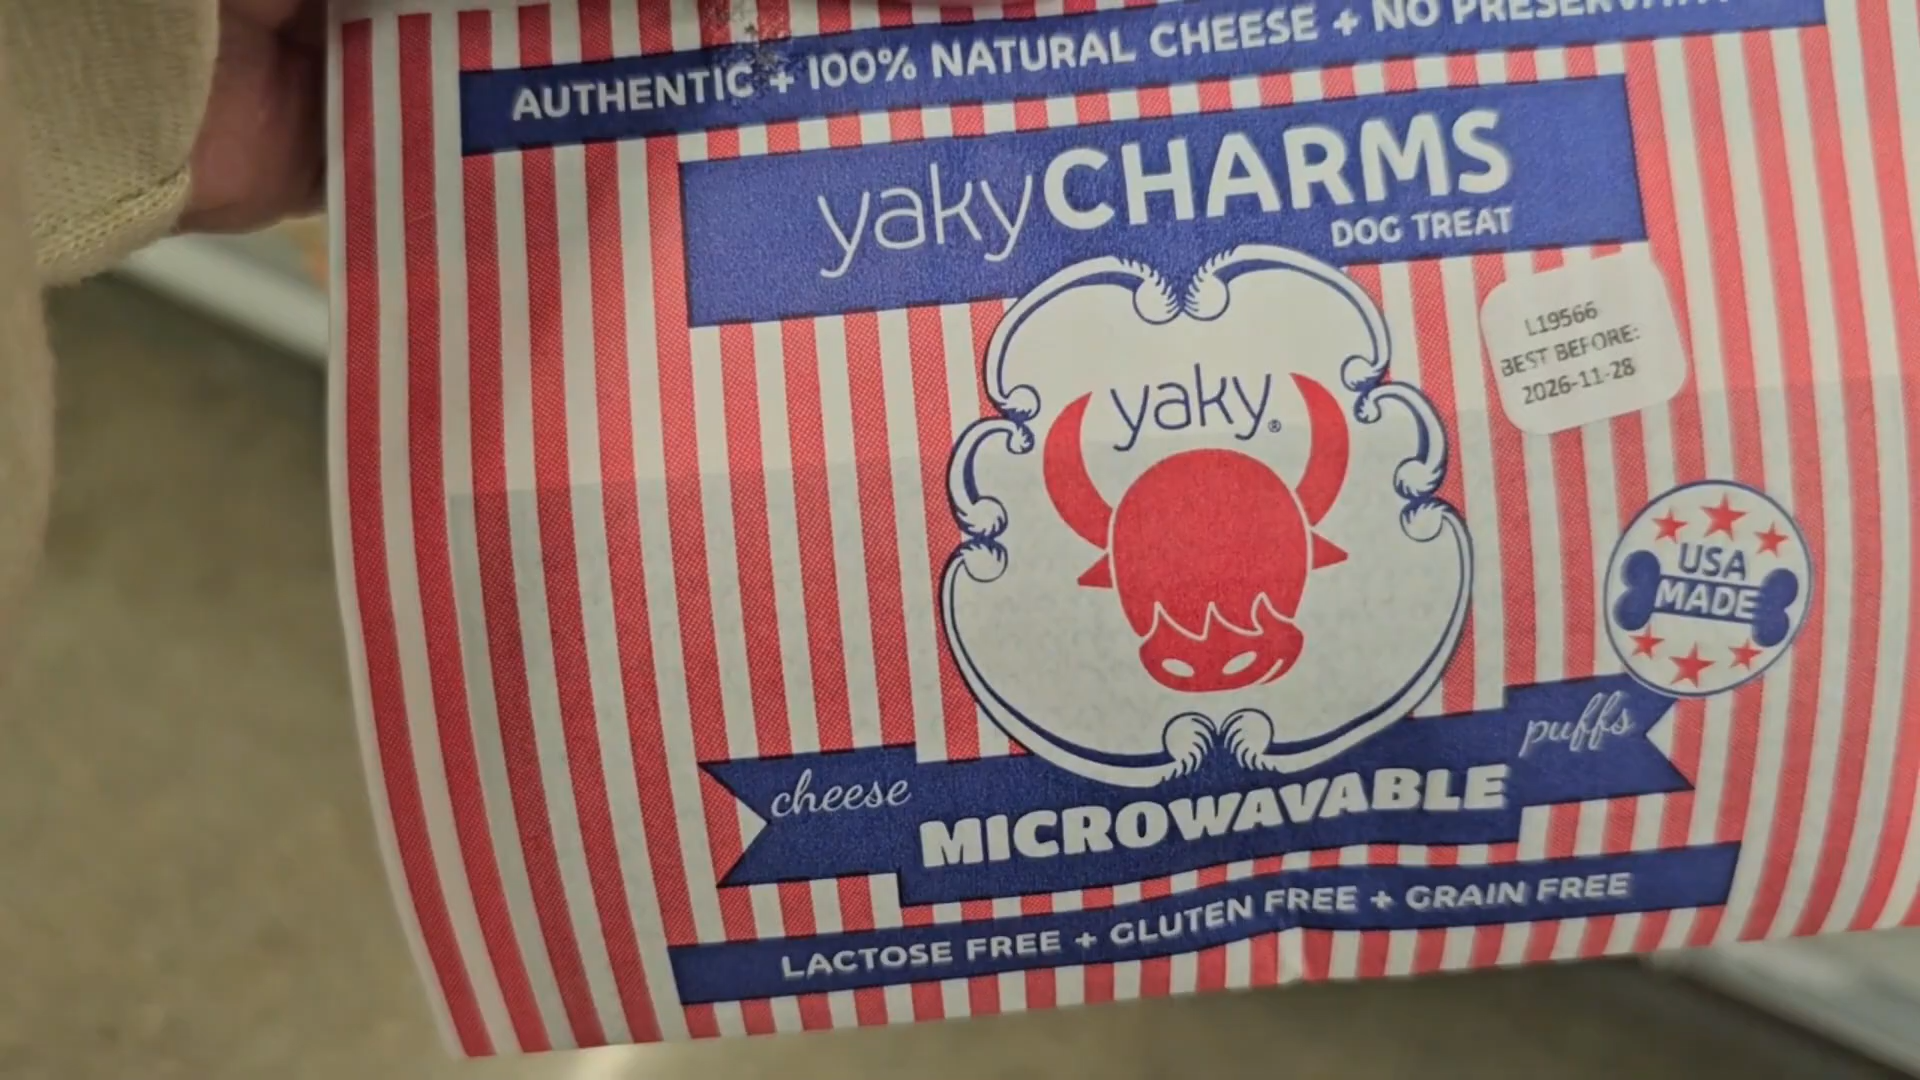 AUTHENTIC + 100% NATURAL CHEESE + NO
yakyCHARMS
DOG TREAT
L19566
BEST BEFORE:
2026-11-28
yaky®
USA
MADE
cheese
MICROWAVABLE
puffs
LACTOSE FREE + GLUTEN FREE + GRAIN FREE